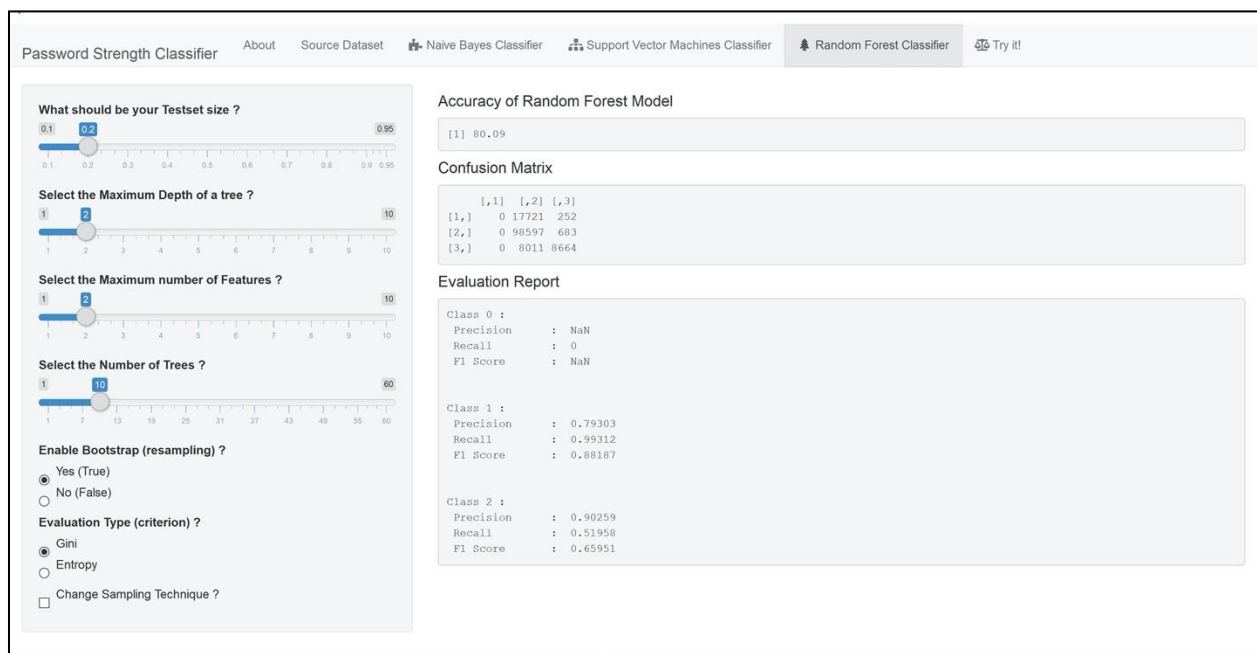 Password Strength Classifier About Source Dataset Naive Bayes Classifier Support Vector Machines Classifier Random Forest Classifier Try it!
What should be your Testset size ?
0.1 0.2 0.95
0.1 0.2 0.3 0.4 0.5 0.6 0.7 0.8 0.9 0.95
Select the Maximum Depth of a tree ?
1 2 10
1 2 3 4 5 6 7 8 9 10
Select the Maximum number of Features ?
1 2 10
1 2 3 4 5 6 7 8 9 10
Select the Number of Trees ?
1 10 60
1 7 13 19 25 31 37 43 49 55 60
Enable Bootstrap (resampling) ?
Yes (True)
No (False)
Evaluation Type (criterion) ?
Gini
Entropy
Change Sampling Technique ?
Accuracy of Random Forest Model
[1] 80.09
Confusion Matrix
[,1] [,2] [,3]
[1,] 0 17721 252
[2,] 0 98597 683
[3,] 0 8011 8664
Evaluation Report
Class 0 :
Precision : NaN
Recall : 0
F1 Score : NaN
Class 1 :
Precision : 0.79303
Recall : 0.99312
F1 Score : 0.88187
Class 2 :
Precision : 0.90259
Recall : 0.51958
F1 Score : 0.65951